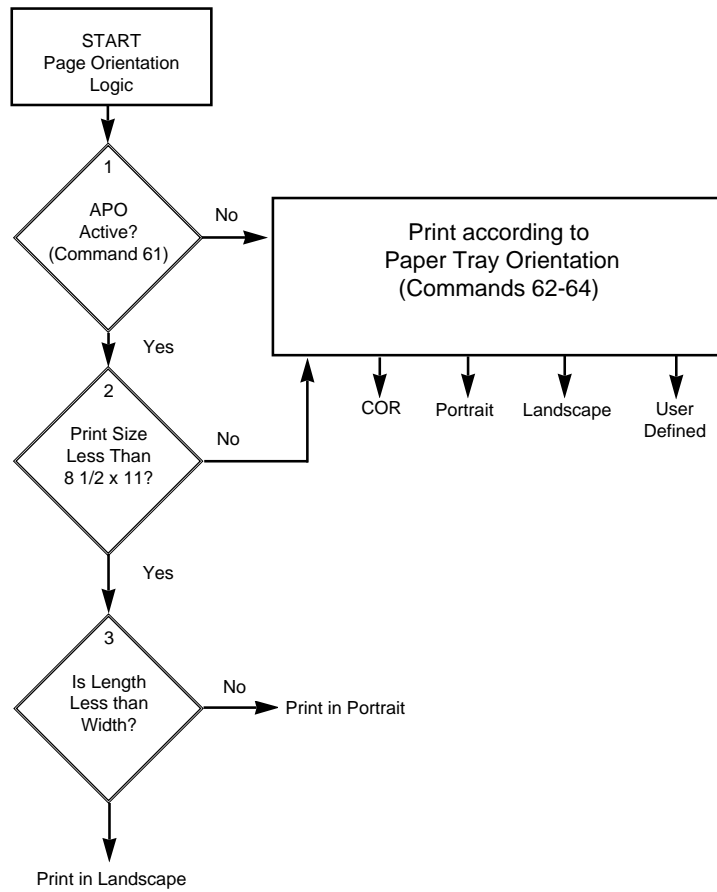 START
Page Orientation
Logic
1
APO
Active?
(Command 61)
No
Print according to
Paper Tray Orientation
(Commands 62-64)
Yes
COR
Portrait
Landscape
User
Defined
2
Print Size
Less Than
8 1/2 x 11?
No
Yes
3
Is Length
Less than
Width?
No
Print in Portrait
Print in Landscape